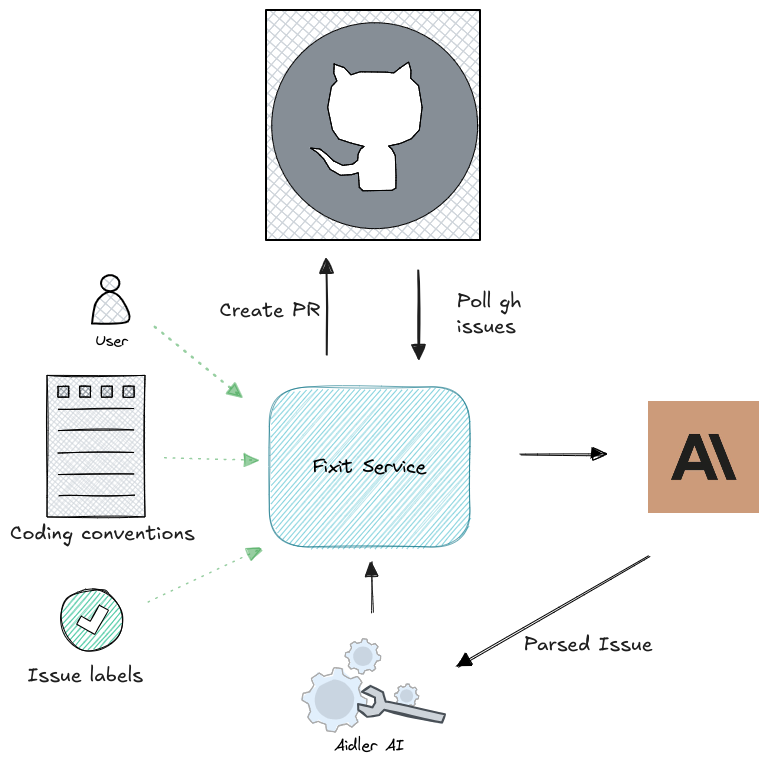 Create PR
Poll gh
issues
User
Fixit Service
A\
Coding conventions
Issue labels
Parsed Issue
Aidler AI